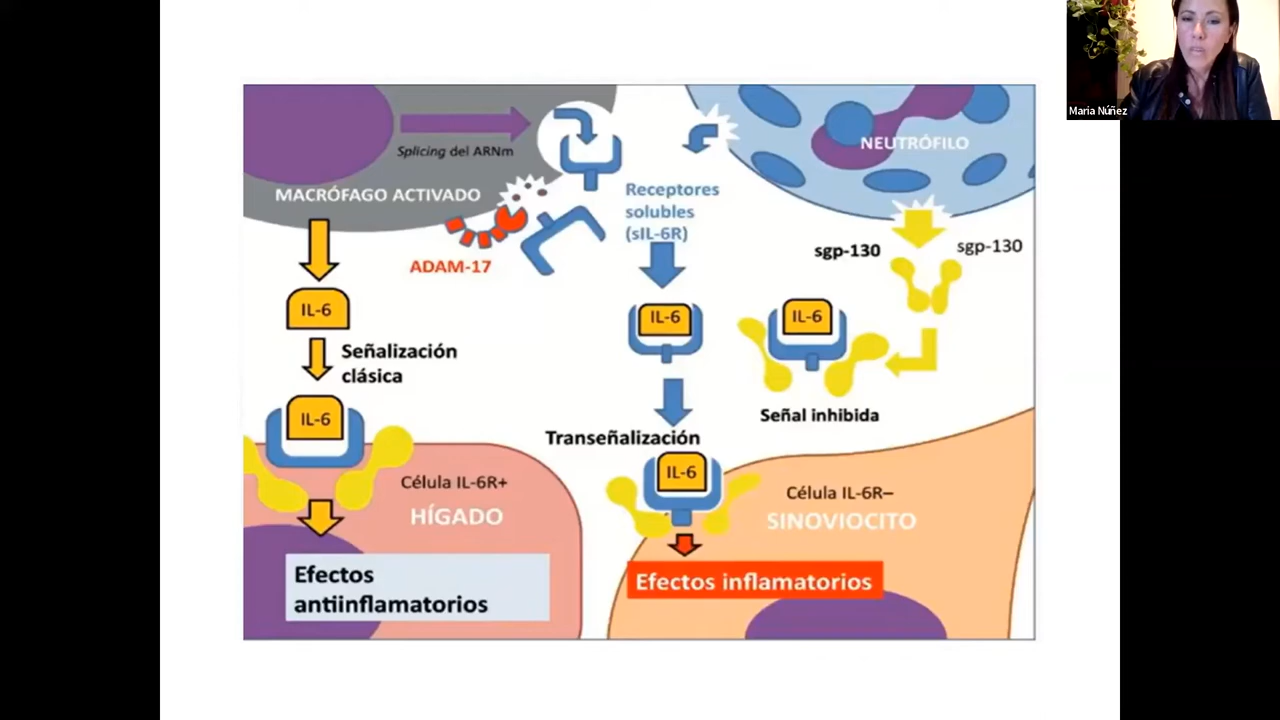 Maria Núñez
Splicing del ARNm
MACRÓFAGO ACTIVADO
ADAM-17
Receptores
solubles
(sIL-6R)
NEUTRÓFILO
sgp-130
sgp-130
IL-6
IL-6
IL-6
Señalización
clásica
IL-6
Señal inhibida
Transeñalización
IL-6
Célula IL-6R+
HÍGADO
Célula IL-6R–
SINOVIOCITO
Efectos
antiinflamatorios
Efectos inflamatorios